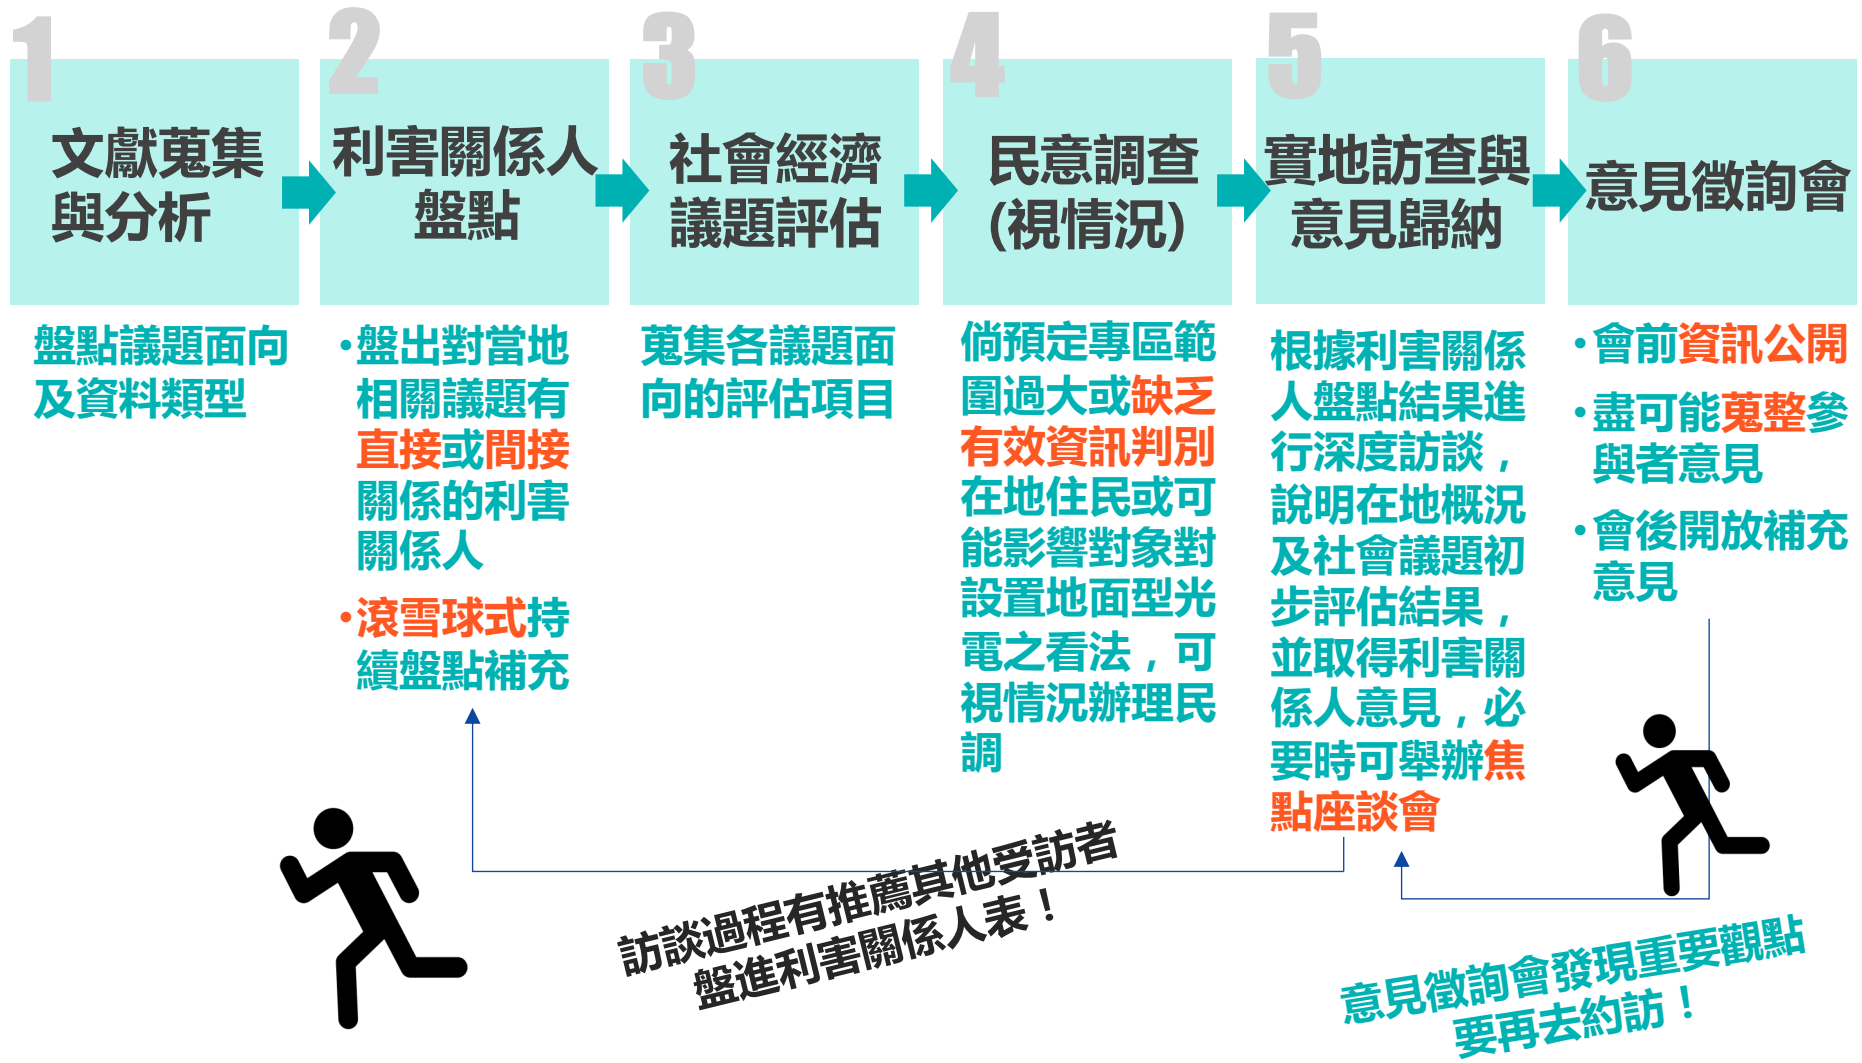 1
文獻蒐集
與分析
盤點議題面向
及資料類型
2
利害關係人
盤點
•盤出對當地
相關議題有
直接或間接
關係的利害
關係人
•滾雪球式持
續盤點補充
3
社會經濟
議題評估
蒐集各議題面
向的評估項目
4
民意調查
(視情況)
倘預定專區範
圍過大或缺乏
有效資訊判別
在地住民或可
能影響對象對
設置地面型光
電之看法，可
視情況辦理民
調
5
實地訪查與
意見歸納
根據利害關係
人盤點結果進
行深度訪談，
說明在地概況
及社會議題初
步評估結果，
並取得利害關
係人意見，必
要時可舉辦焦
點座談會
6
意見徵詢會
•會前資訊公開
•盡可能蒐整參
與者意見
•會後開放補充
意見
訪談過程有推薦其他受訪者
盤進利害關係人表！
意見徵詢會發現重要觀點
要再去約訪！